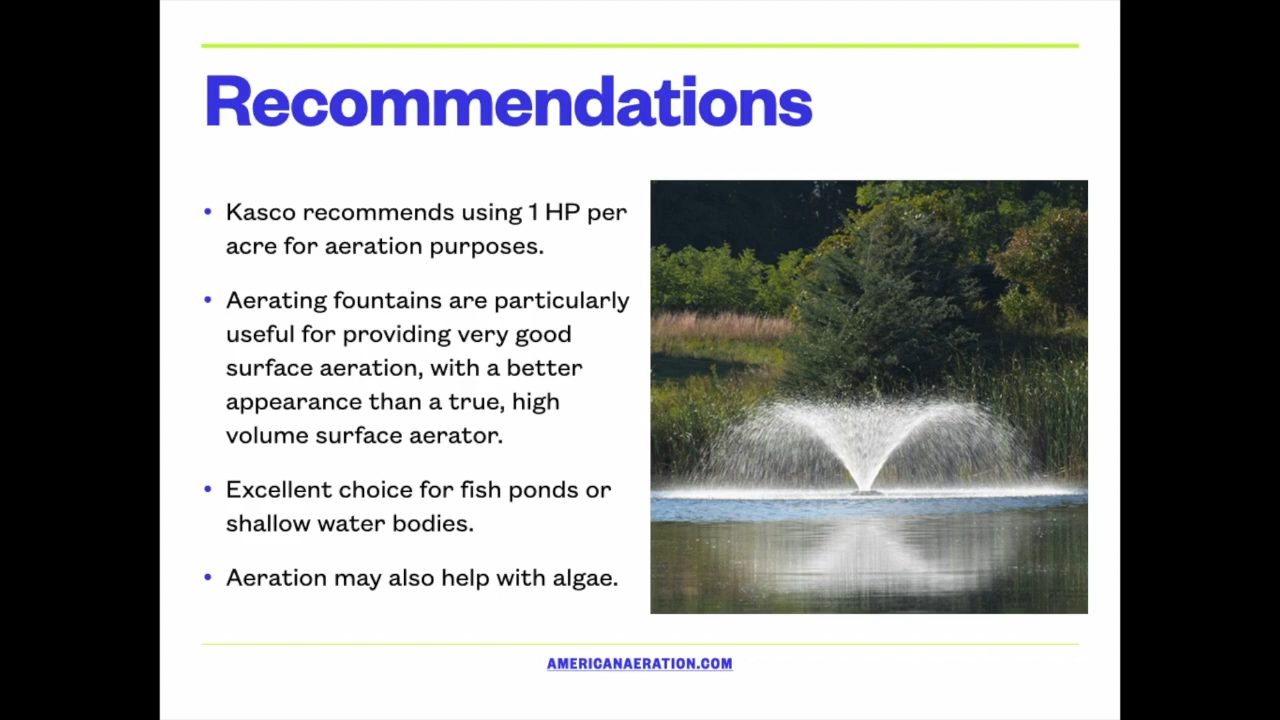 Recommendations
• Kasco recommends using 1 HP per
acre for aeration purposes.
• Aerating fountains are particularly
useful for providing very good
surface aeration, with a better
appearance than a true, high
volume surface aerator.
• Excellent choice for fish ponds or
shallow water bodies.
• Aeration may also help with algae.
AMERICANAERATION.COM